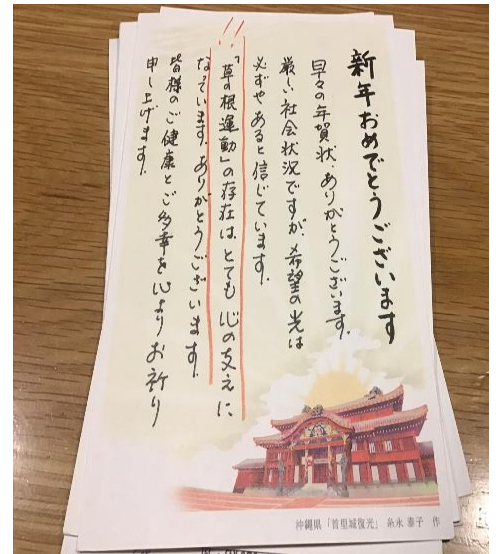 新年おめでとうございます
早々の年賀状、ありがとうございます。
厳しい社会状況ですが、希望の光は
必ずやあると信じています。
「草の根運動」の存在は、とても心の支えに
なっています。ありがとうございます。
皆様のご健康とご多幸を心よりお祈り
申し上げます。
沖縄県「首里城復光」 糸永 泰子 作